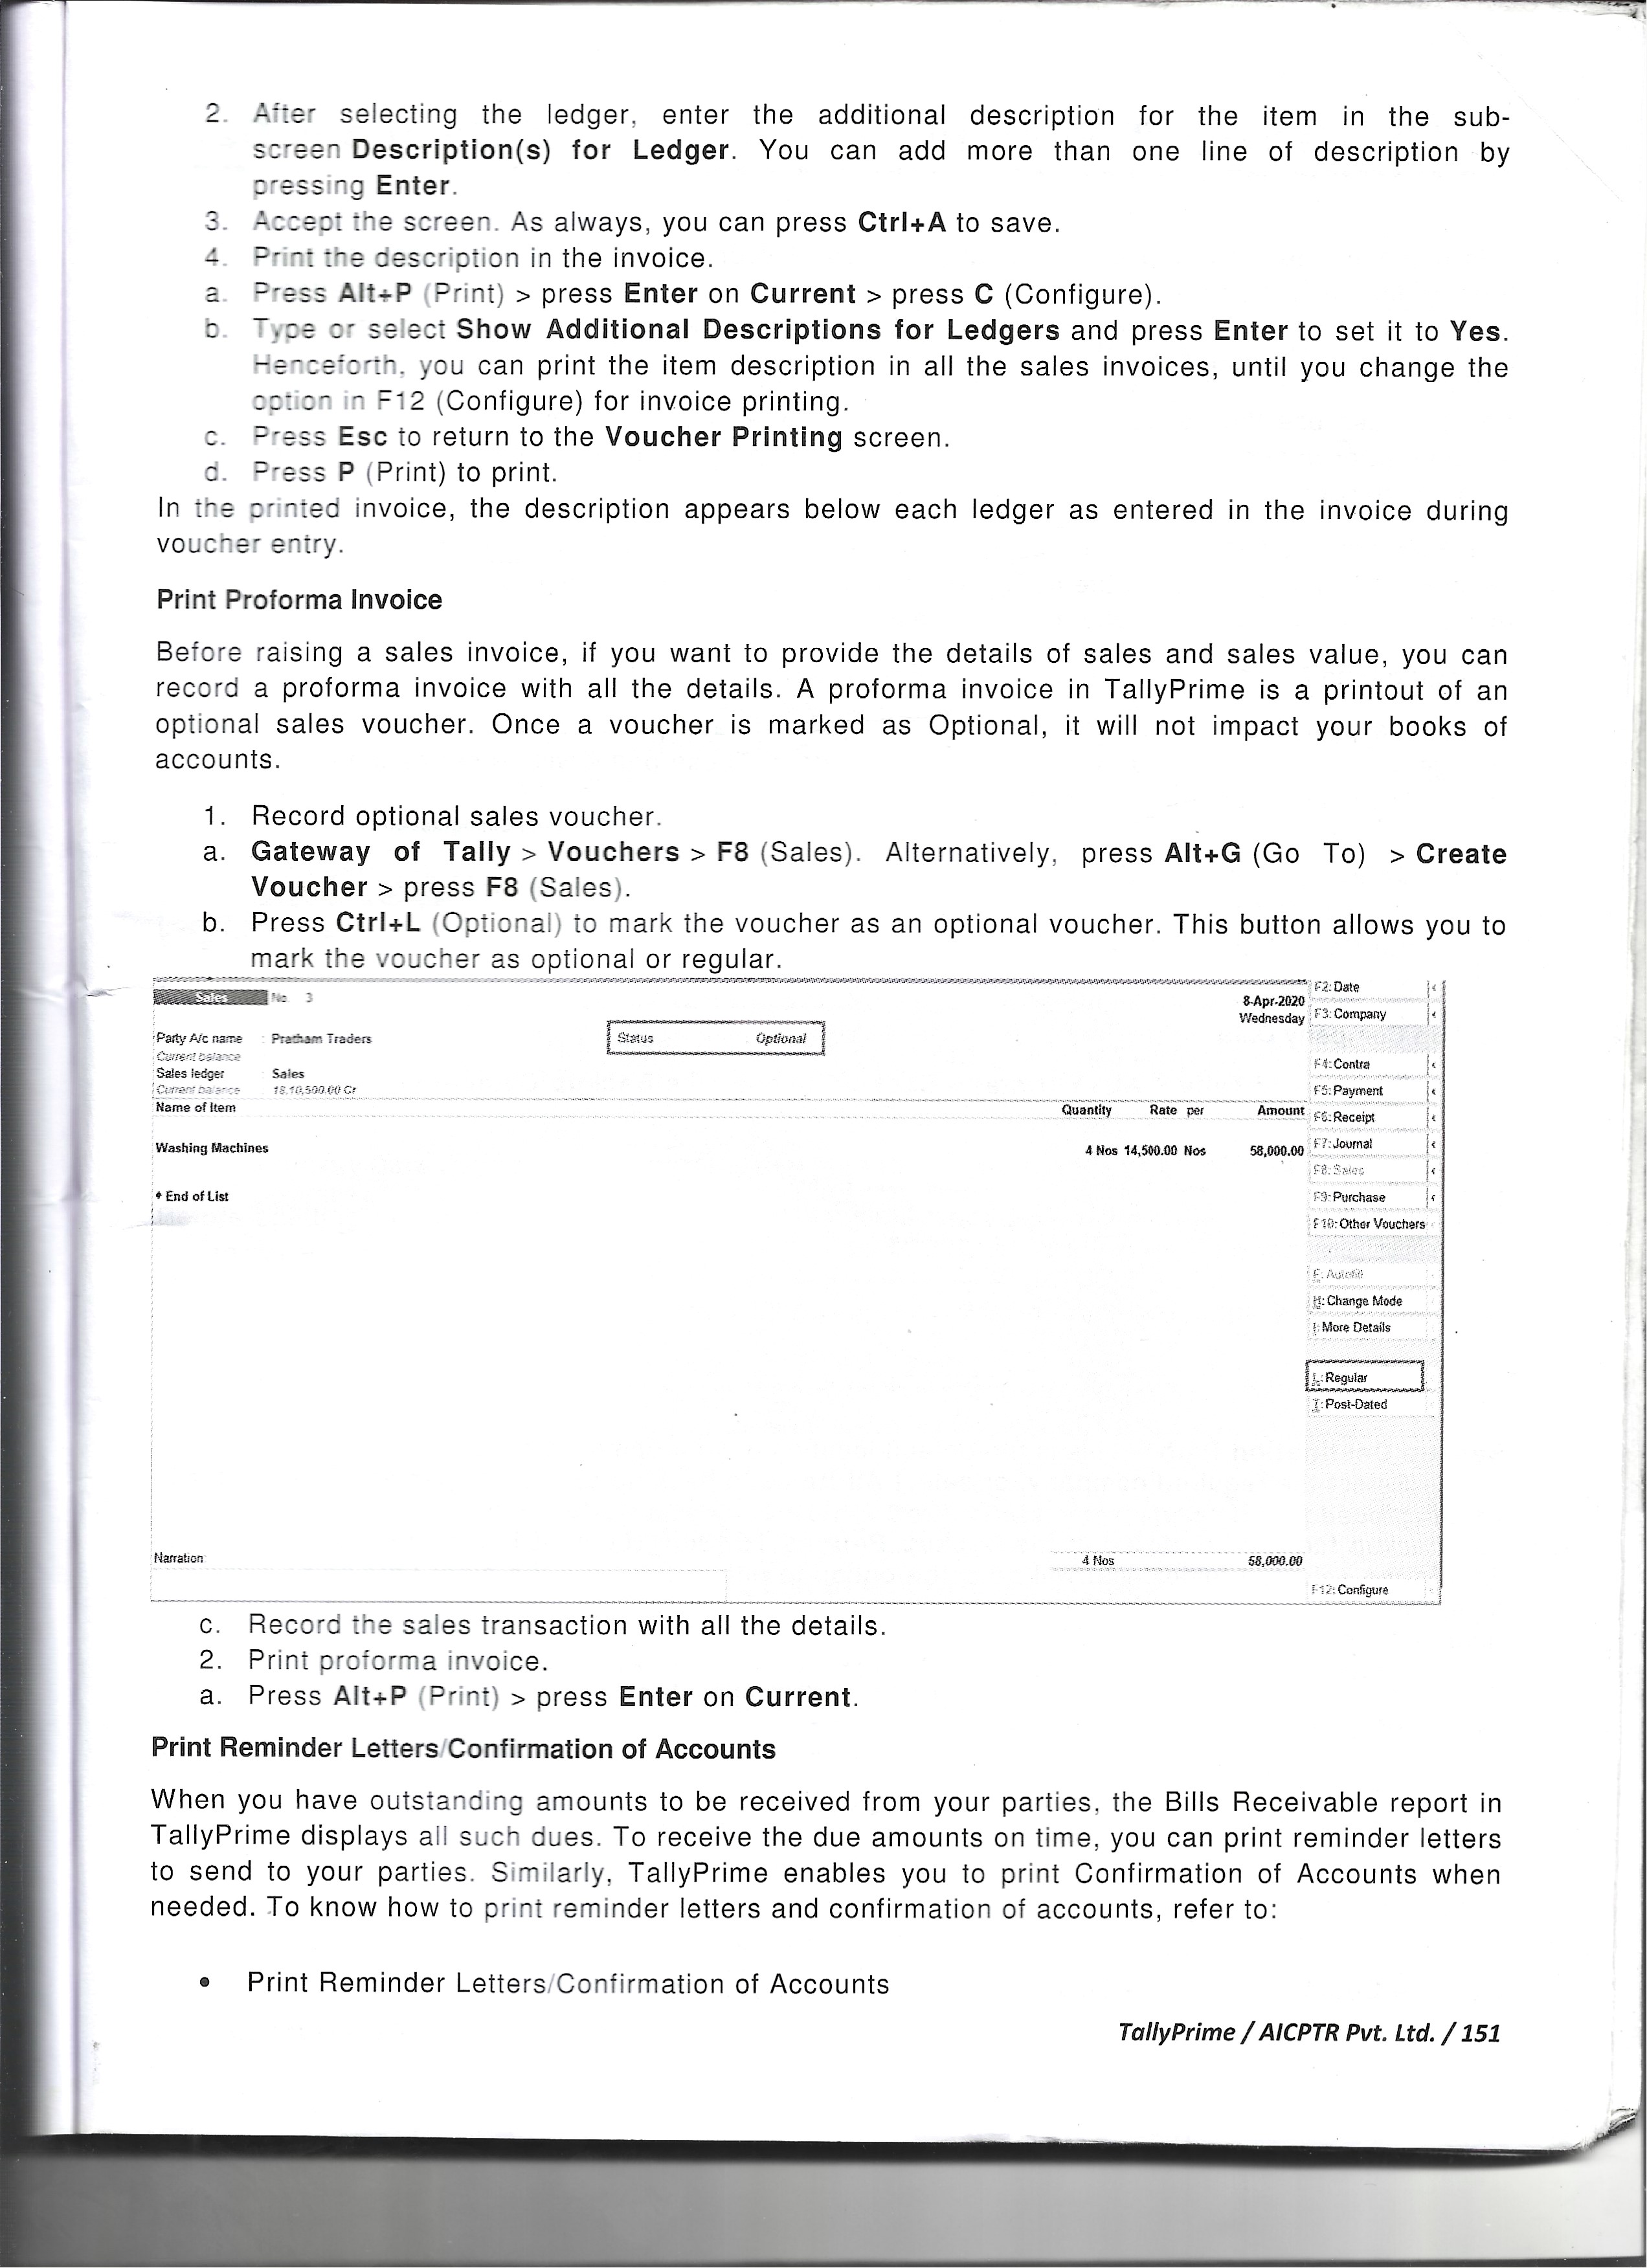 2. After selecting the ledger, enter the additional description for the item in the sub-
screen Description(s) for Ledger. You can add more than one line of description by
pressing Enter.
3. Accept the screen. As always, you can press Ctrl+A to save.
4. Print the description in the invoice.
a. Press Alt+P (Print) > press Enter on Current > press C (Configure).
b. Type or select Show Additional Descriptions for Ledgers and press Enter to set it to Yes.
Henceforth, you can print the item description in all the sales invoices, until you change the
option in F12 (Configure) for invoice printing.
c. Press Esc to return to the Voucher Printing screen.
d. Press P (Print) to print.
In the printed invoice, the description appears below each ledger as entered in the invoice during
voucher entry.
Print Proforma Invoice
Before raising a sales invoice, if you want to provide the details of sales and sales value, you can
record a proforma invoice with all the details. A proforma invoice in TallyPrime is a printout of an
optional sales voucher. Once a voucher is marked as Optional, it will not impact your books of
accounts.
1. Record optional sales voucher.
a. Gateway of Tally > Vouchers > F8 (Sales). Alternatively, press Alt+G (Go To) > Create
Voucher > press F8 (Sales).
b. Press Ctrl+L (Optional) to mark the voucher as an optional voucher. This button allows you to
mark the voucher as optional or regular.
Sales No. 3 8-Apr-2020 F2: Date
Wednesday F3: Company
Party A/c name : Pratham Traders Status Optional
Current balance :
Sales ledger : Sales F4: Contra
Current balance : 18,10,500.00 Cr F5: Payment
Name of Item Quantity Rate per Amount F6: Receipt
Washing Machines 4 Nos 14,500.00 Nos 58,000.00 F7: Journal
F8: Sales
♦ End of List F9: Purchase
F10: Other Vouchers
E: Autofill
H: Change Mode
I: More Details
L: Regular
T: Post-Dated
Narration: 4 Nos 58,000.00
F12: Configure
c. Record the sales transaction with all the details.
2. Print proforma invoice.
a. Press Alt+P (Print) > press Enter on Current.
Print Reminder Letters/Confirmation of Accounts
When you have outstanding amounts to be received from your parties, the Bills Receivable report in
TallyPrime displays all such dues. To receive the due amounts on time, you can print reminder letters
to send to your parties. Similarly, TallyPrime enables you to print Confirmation of Accounts when
needed. To know how to print reminder letters and confirmation of accounts, refer to:
• Print Reminder Letters/Confirmation of Accounts
TallyPrime / AICPTR Pvt. Ltd. / 151